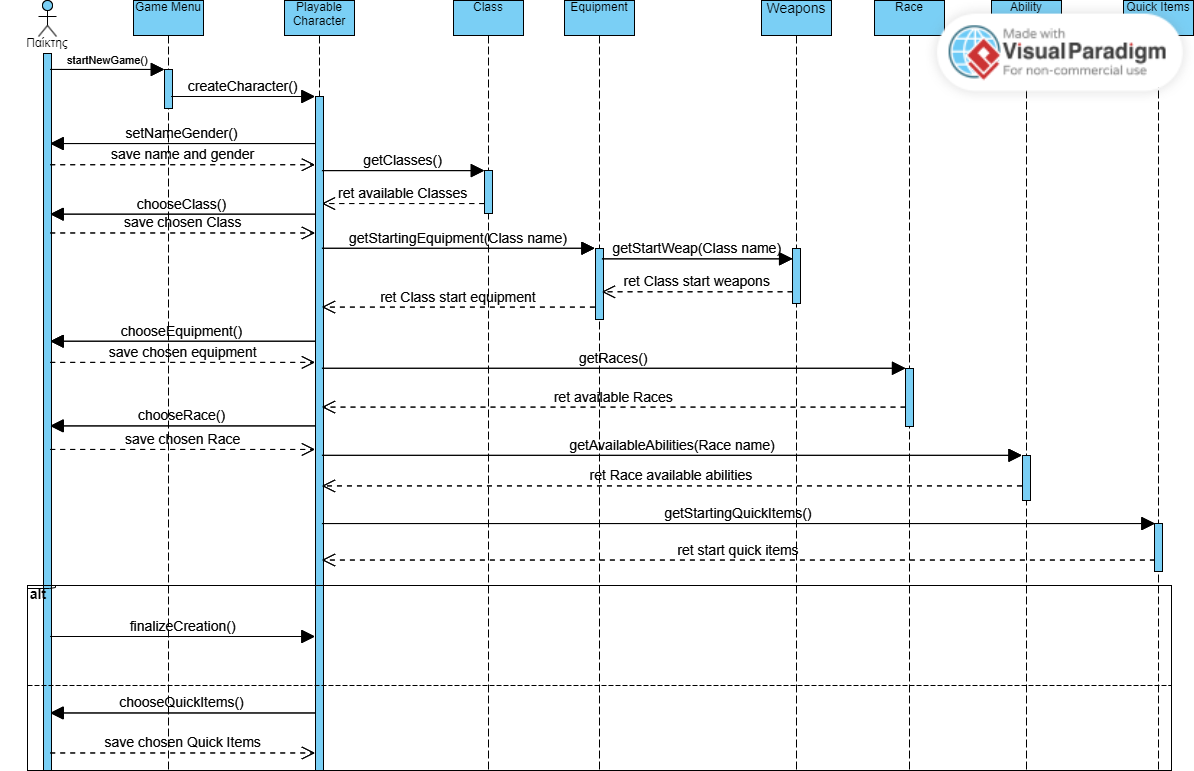 Game Menu
Playable
Character
Class
Equipment
Weapons
Race
Ability
Quick Items
Παίκτης
Made with
Visual Paradigm
For non-commercial use
startNewGame()
createCharacter()
setNameGender()
save name and gender
getClasses()
ret available Classes
chooseClass()
save chosen Class
getStartingEquipment(Class name)
getStartWeap(Class name)
ret Class start weapons
ret Class start equipment
chooseEquipment()
save chosen equipment
getRaces()
ret available Races
chooseRace()
save chosen Race
getAvailableAbilities(Race name)
ret Race available abilities
getStartingQuickItems()
ret start quick items
alt
finalizeCreation()
chooseQuickItems()
save chosen Quick Items